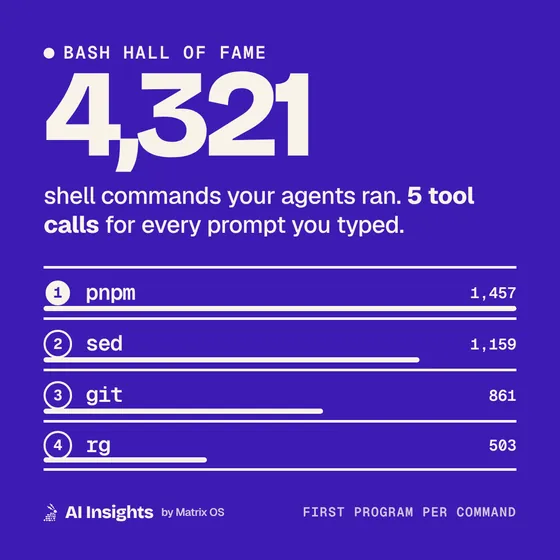 BASH HALL OF FAME
4,321
shell commands your agents ran. 5 tool
calls for every prompt you typed.
1 pnpm 1,457
2 sed 1,159
3 git 861
4 rg 503
AI Insights by Matrix OS FIRST PROGRAM PER COMMAND